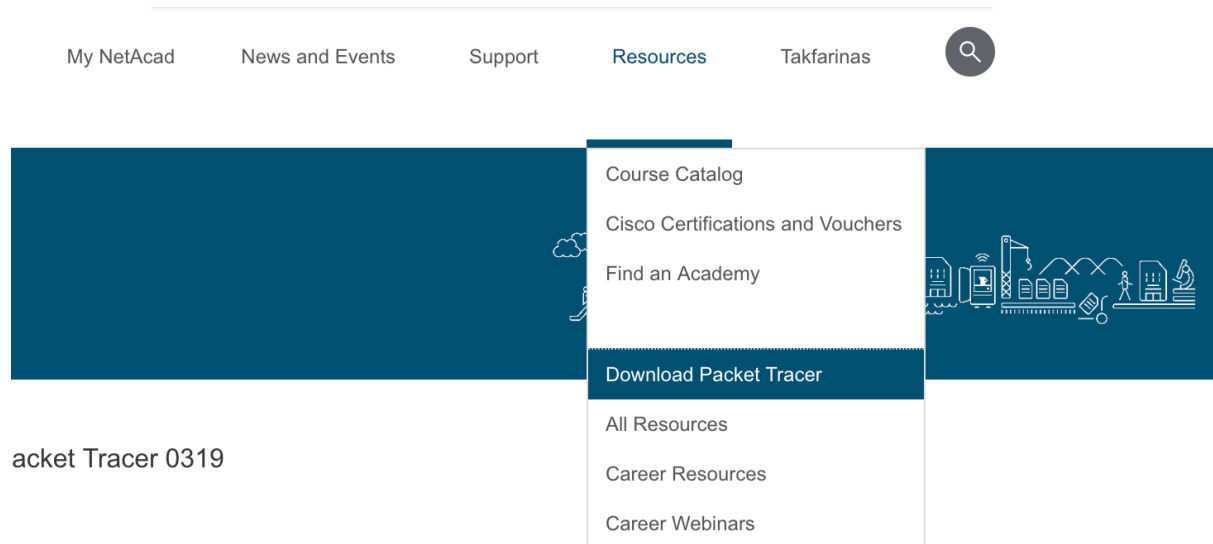 My NetAcad News and Events Support Resources Takfarinas
Course Catalog
Cisco Certifications and Vouchers
Find an Academy
Download Packet Tracer
All Resources
acket Tracer 0319
Career Resources
Career Webinars